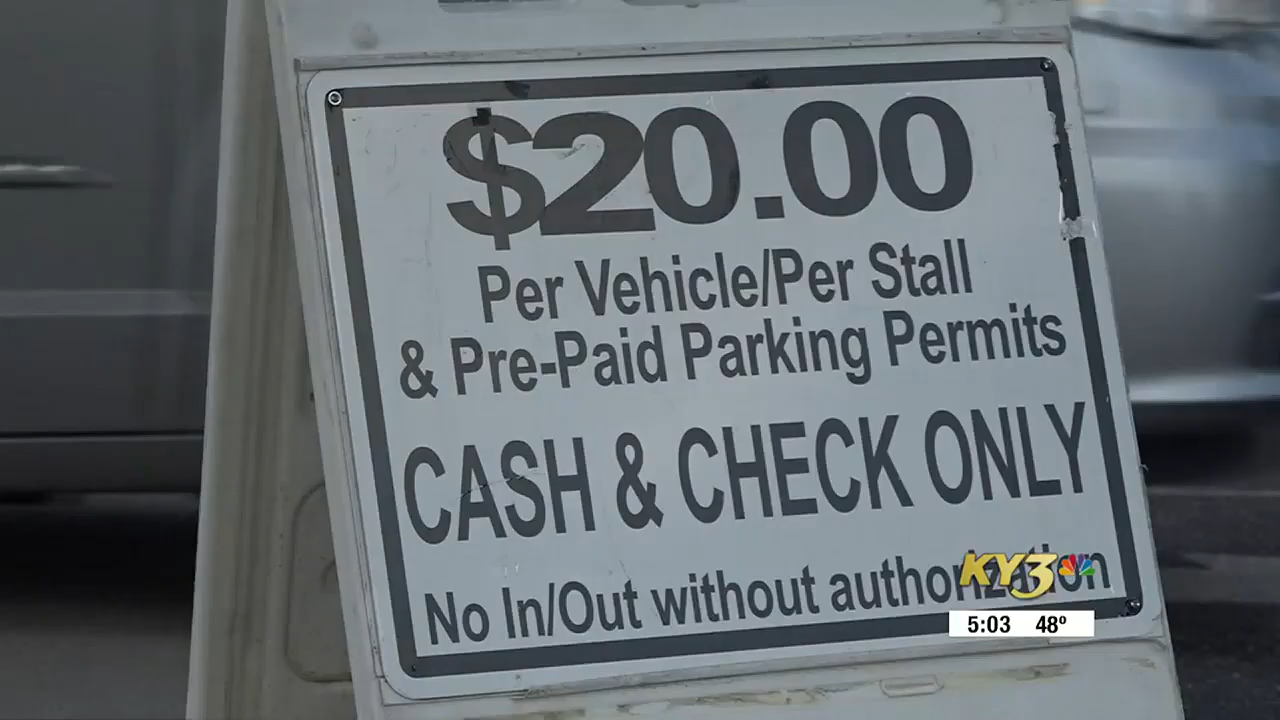 $20.00
Per Vehicle/Per Stall
& Pre-Paid Parking Permits
CASH & CHECK ONLY
No In/Out without authorization
KY3
5:03 48º